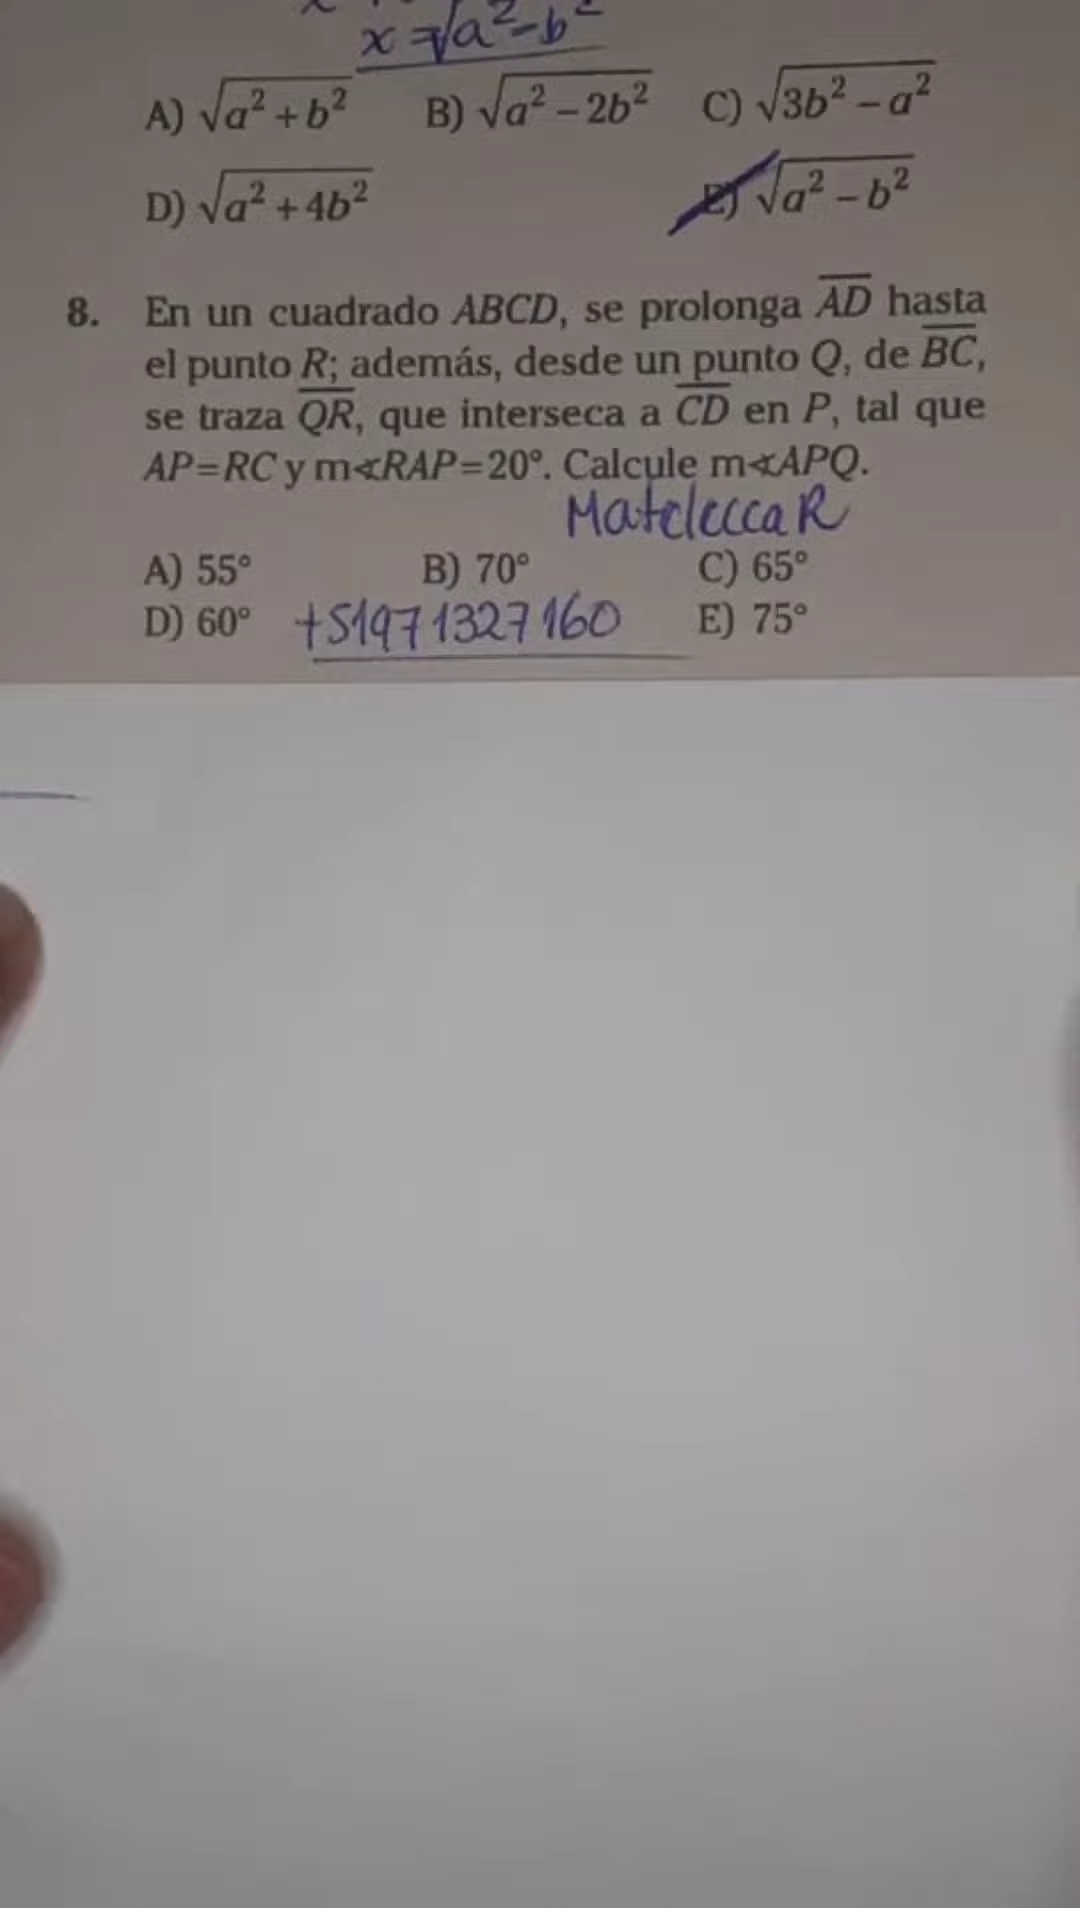 x=√a²-b²
A) √a²+b² B) √a²-2b² C) √3b²-a²
D) √a²+4b² E) √a²-b²
8. En un cuadrado ABCD, se prolonga AD hasta
el punto R; además, desde un punto Q, de BC,
se traza QR, que interseca a CD en P, tal que
AP=RC y m∢RAP=20°. Calcule m∢APQ.
MateleccaR
A) 55° B) 70° C) 65°
D) 60° +51971327160 E) 75°